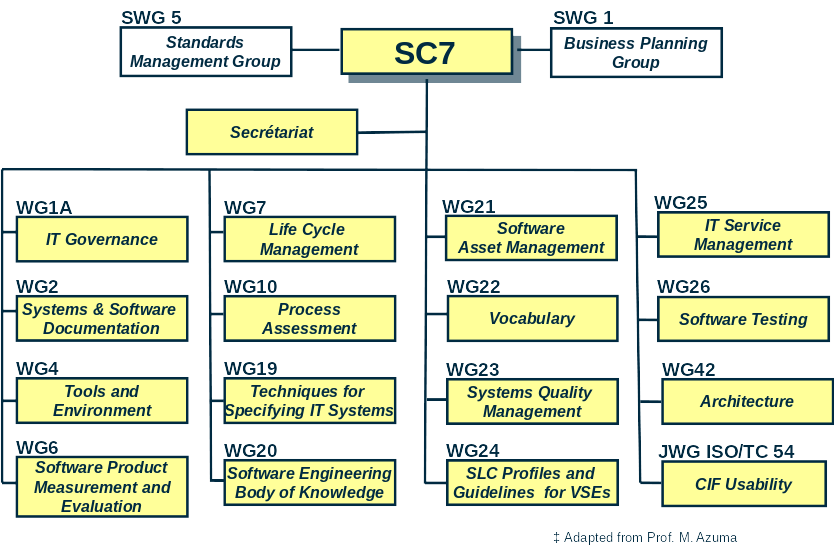 SWG 5
Standards
Management Group
SC7
SWG 1
Business Planning
Group
Secrétariat
WG1A
IT Governance
WG2
Systems & Software
Documentation
WG4
Tools and
Environment
WG6
Software Product
Measurement and
Evaluation
WG7
Life Cycle
Management
WG10
Process
Assessment
WG19
Techniques for
Specifying IT Systems
WG20
Software Engineering
Body of Knowledge
WG21
Software
Asset Management
WG22
Vocabulary
WG23
Systems Quality
Management
WG24
SLC Profiles and
Guidelines for VSEs
WG25
IT Service
Management
WG26
Software Testing
WG42
Architecture
JWG ISO/TC 54
CIF Usability
‡ Adapted from Prof. M. Azuma